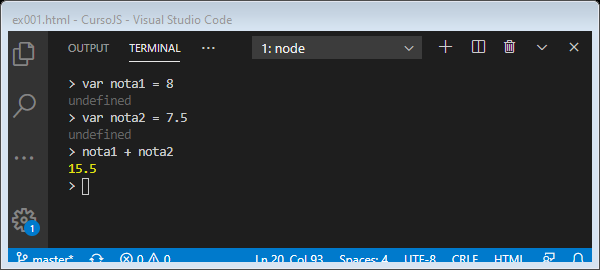 ex001.html - CursoJS - Visual Studio Code
OUTPUT TERMINAL ··· 1: node
> var nota1 = 8
undefined
> var nota2 = 7.5
undefined
> nota1 + nota2
15.5
>
1
master* 0 0 Ln 20, Col 93 Spaces: 4 UTF-8 CRLF HTML